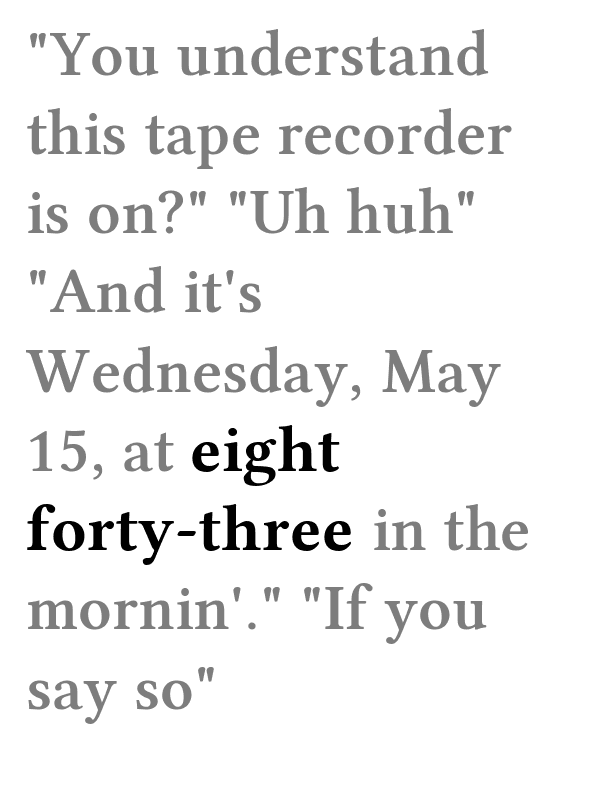 "You understand
this tape recorder
is on?" "Uh huh"
"And it's
Wednesday, May
15, at eight
forty-three in the
mornin'." "If you
say so"